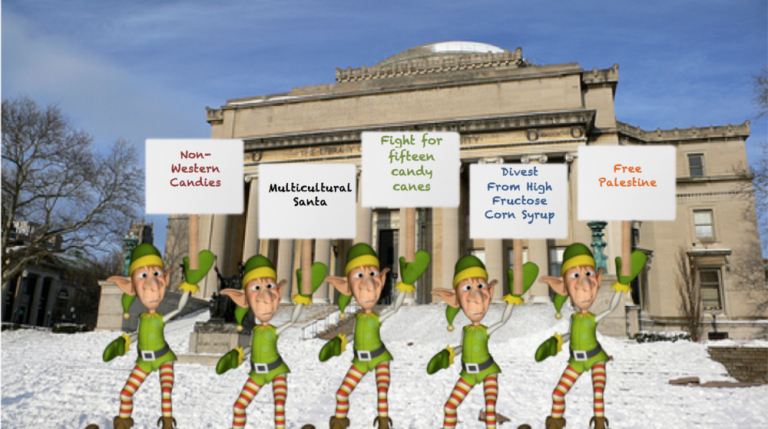 Non-
Western
Candies
Multicultural
Santa
Fight for
fifteen
candy
canes
Divest
From High
Fructose
Corn Syrup
Free
Palestine